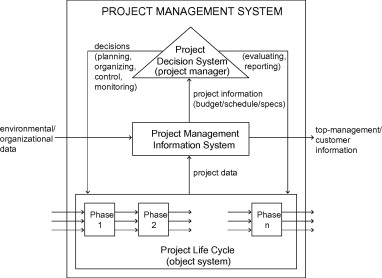 PROJECT MANAGEMENT SYSTEM
decisions
(planning,
organizing,
control,
monitoring)
Project
Decision System
(project manager)
(evaluating,
reporting)
project information
(budget/schedule/specs)
environmental/
organizational
data
Project Management
Information System
top-management/
customer
information
project data
Phase
1
Phase
2
Phase
n
Project Life Cycle
(object system)